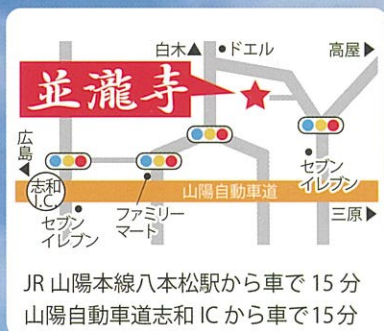 白木▲
●ドエル
高屋▶
並瀧寺
広島
◀
志和
I.C.
セブン
イレブン
ファミリー
マート
山陽自動車道
セブン
イレブン
三原▶
JR 山陽本線八本松駅から車で 15 分
山陽自動車道志和 IC から車で15分